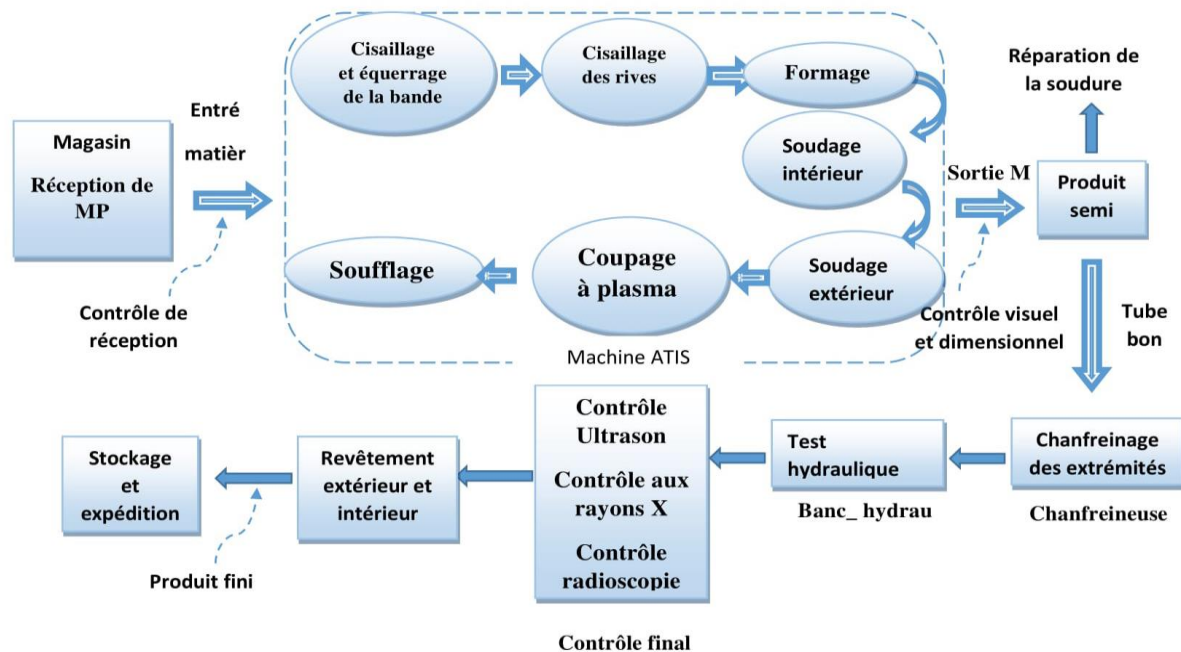 Magasin
Réception de
MP
Entré
matièr
Contrôle de
réception
Cisaillage
et équerrage
de la bande
Cisaillage
des rives
Formage
Soudage
intérieur
Soudage
extérieur
Coupage
à plasma
Soufflage
Machine ATIS
Sortie M
Contrôle visuel
et dimensionnel
Réparation de
la soudure
Produit
semi
Tube
bon
Chanfreinage
des extrémités
Chanfreineuse
Test
hydraulique
Banc_ hydrau
Contrôle
Ultrason
Contrôle aux
rayons X
Contrôle
radioscopie
Contrôle final
Revêtement
extérieur et
intérieur
Stockage
et
expédition
Produit fini